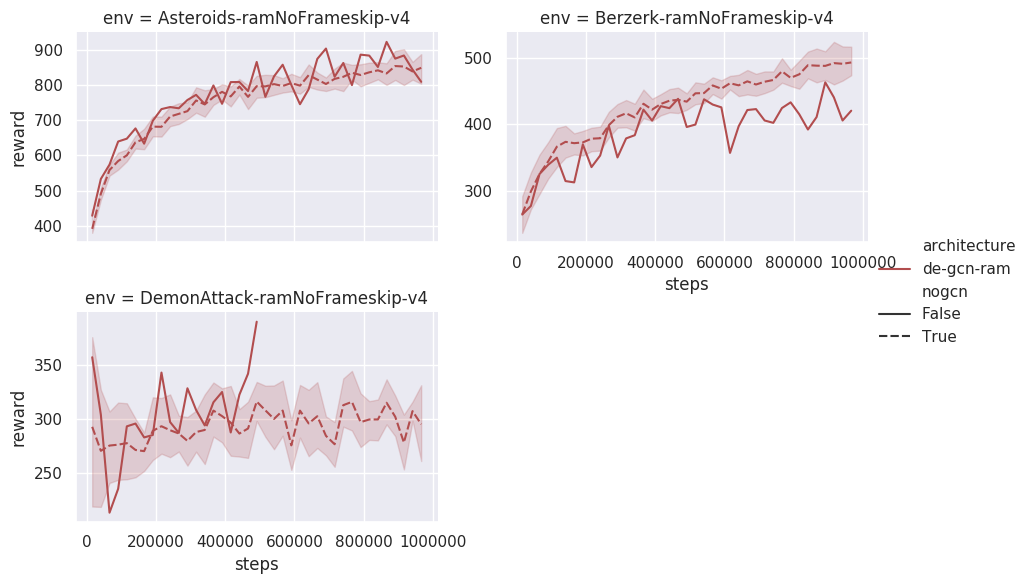 env = Asteroids-ramNoFrameskip-v4
900
800
700
600
500
400
reward
env = Berzerk-ramNoFrameskip-v4
500
400
300
0 200000 400000 600000 800000 1000000
steps
architecture
de-gcn-ram
nogcn
False
True
env = DemonAttack-ramNoFrameskip-v4
350
300
250
reward
0 200000 400000 600000 800000 1000000
steps